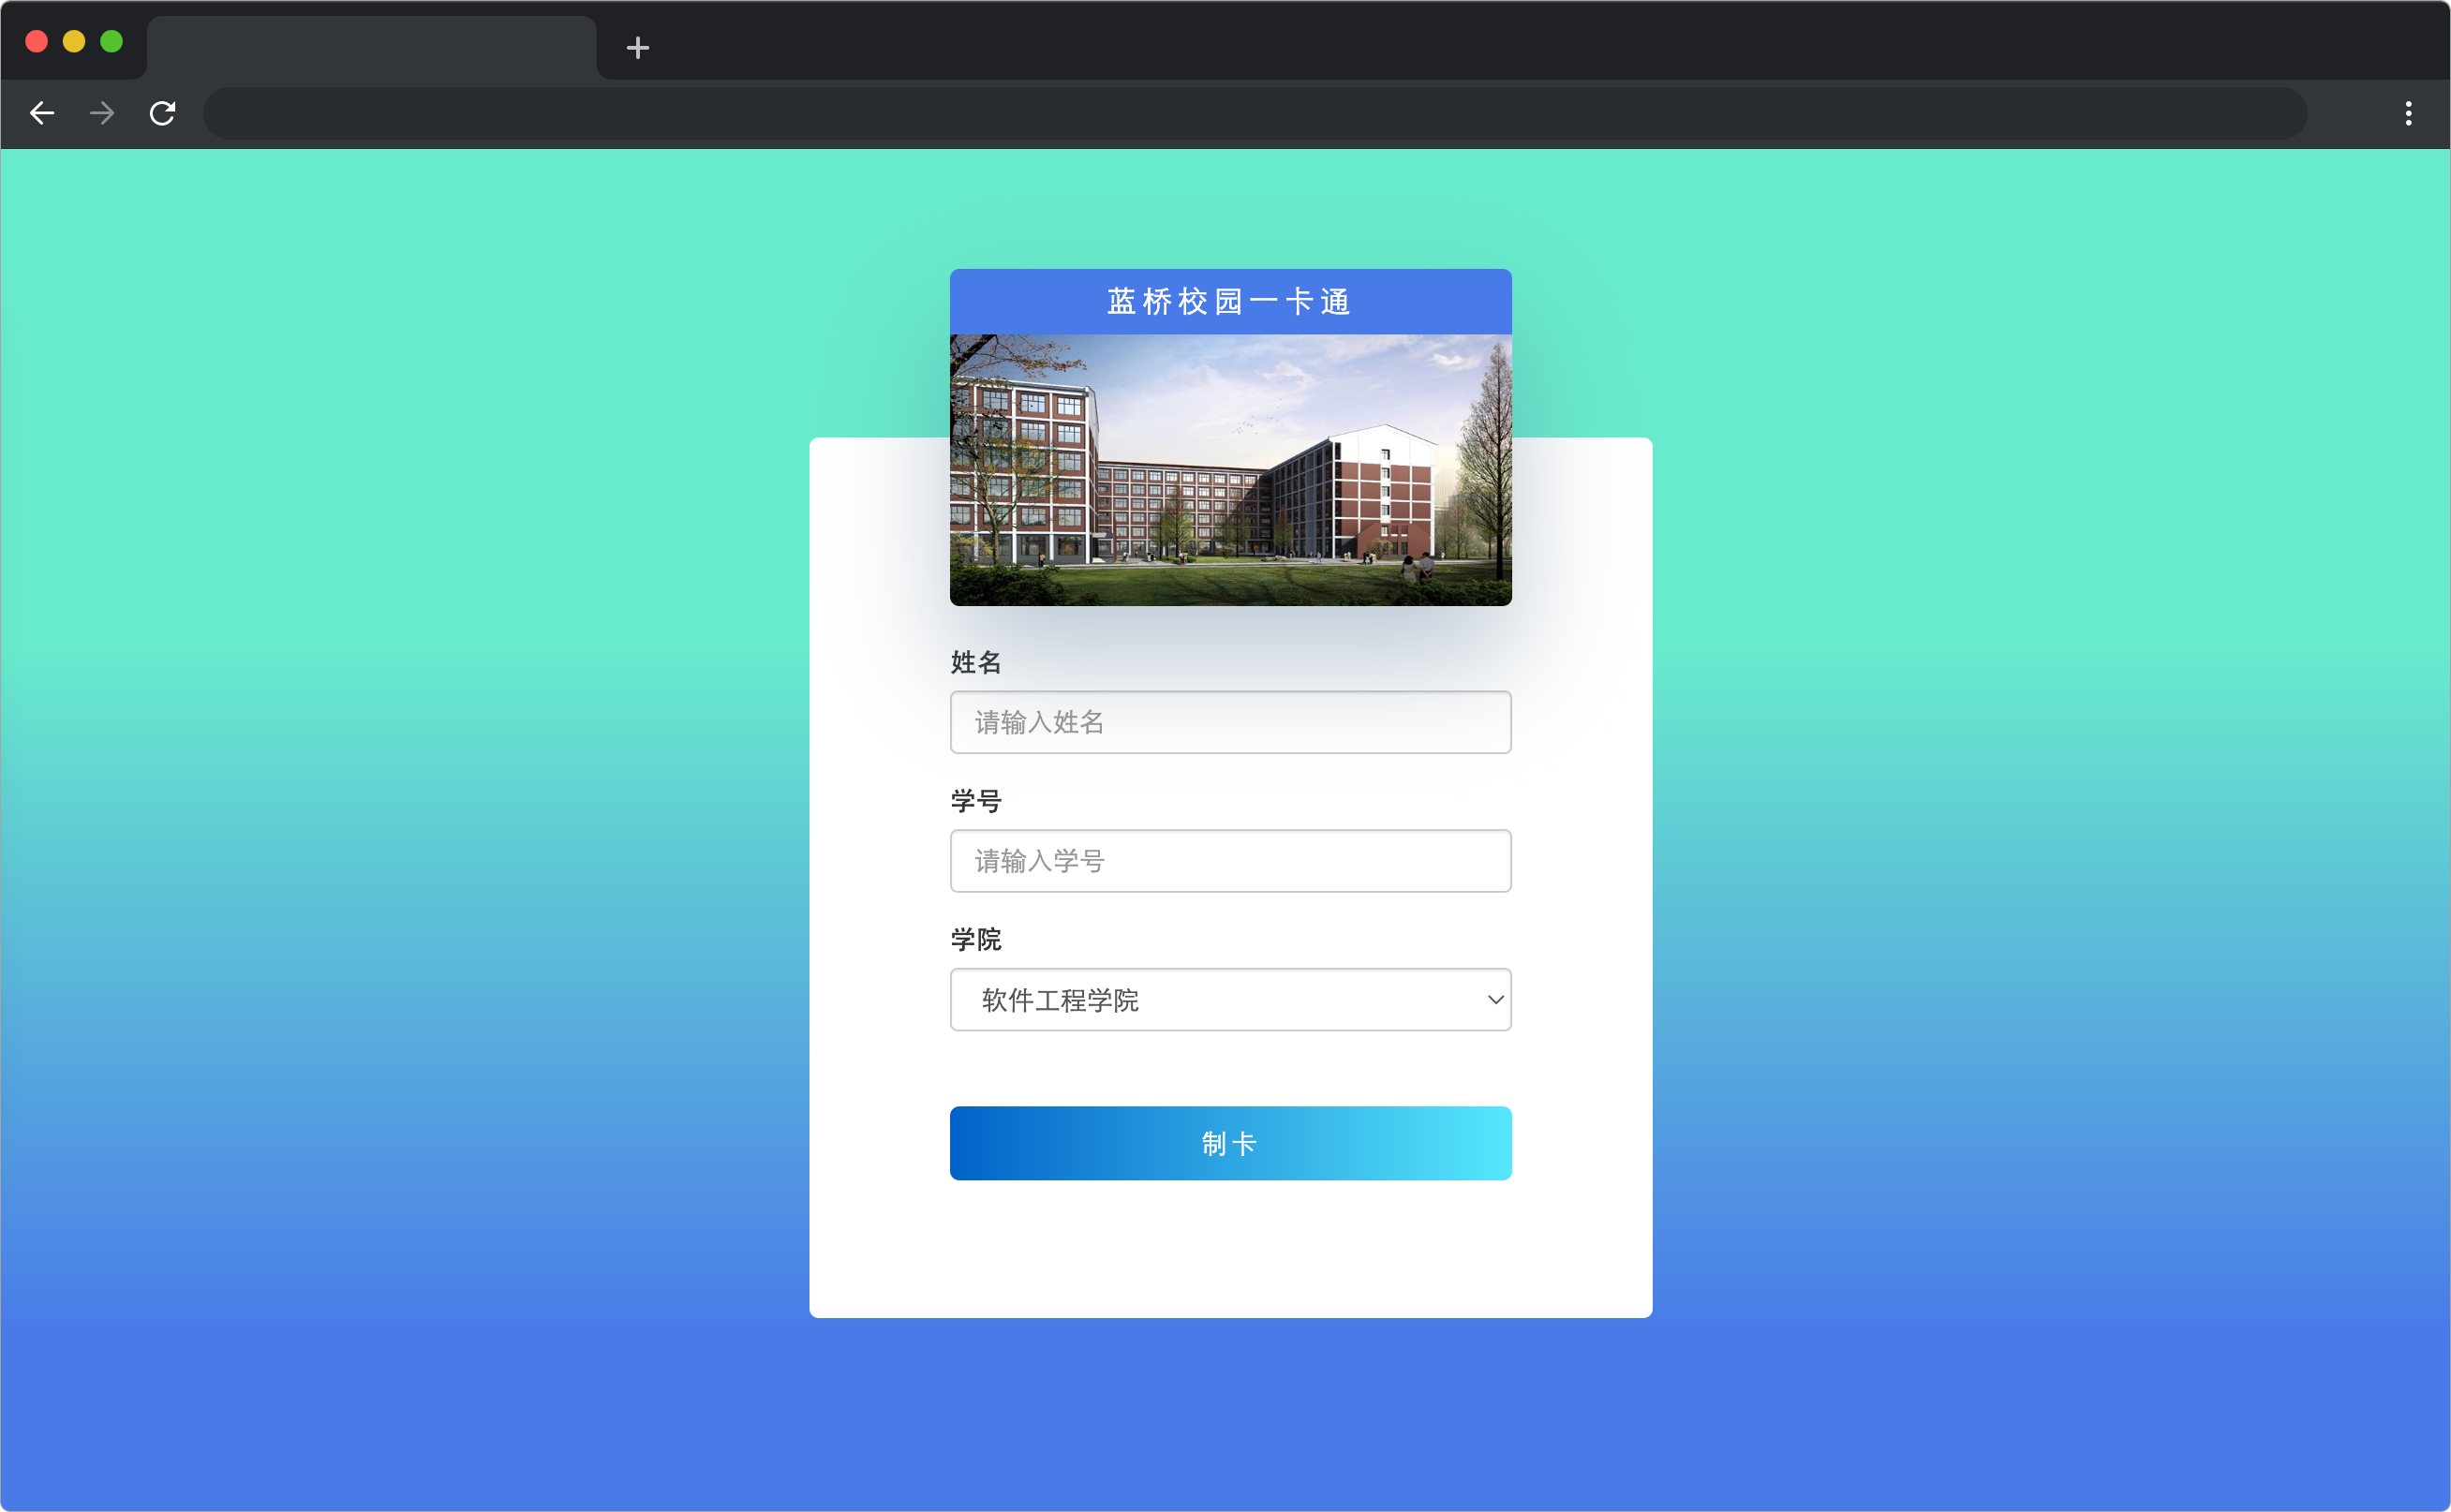 蓝桥校园一卡通
姓名
请输入姓名
学号
请输入学号
学院
软件工程学院
制卡